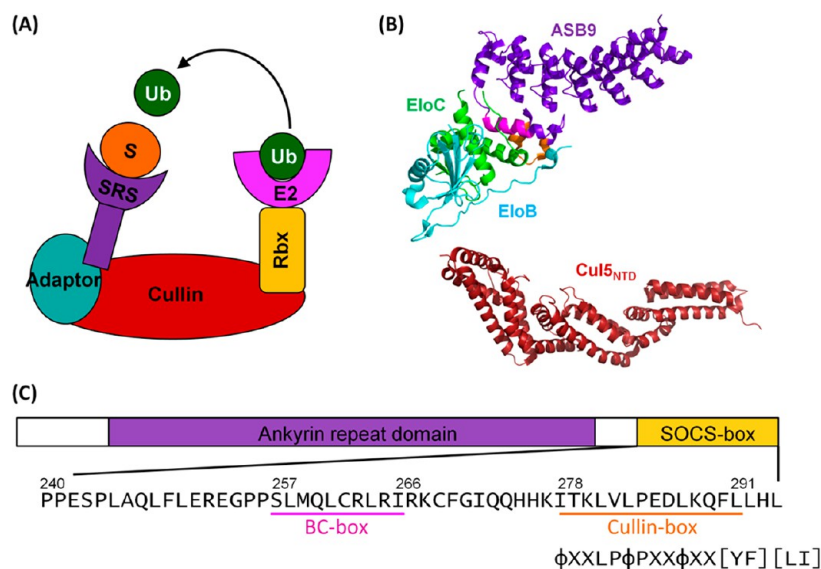 (A)
Ub
S
SRS
Adaptor
Cullin
Ub
E2
Rbx
(B)
ASB9
EloC
EloB
Cul5NTD
(C)
Ankyrin repeat domain
SOCS-box
240 257 266 278 291
PPESPLAQLFLEREGPPSLMQLCRLRIRKCFGIQQHHKITKLVLPEDLKQFLLHL
BC-box Cullin-box
ϕXXLPϕPXXϕXX[YF][LI]